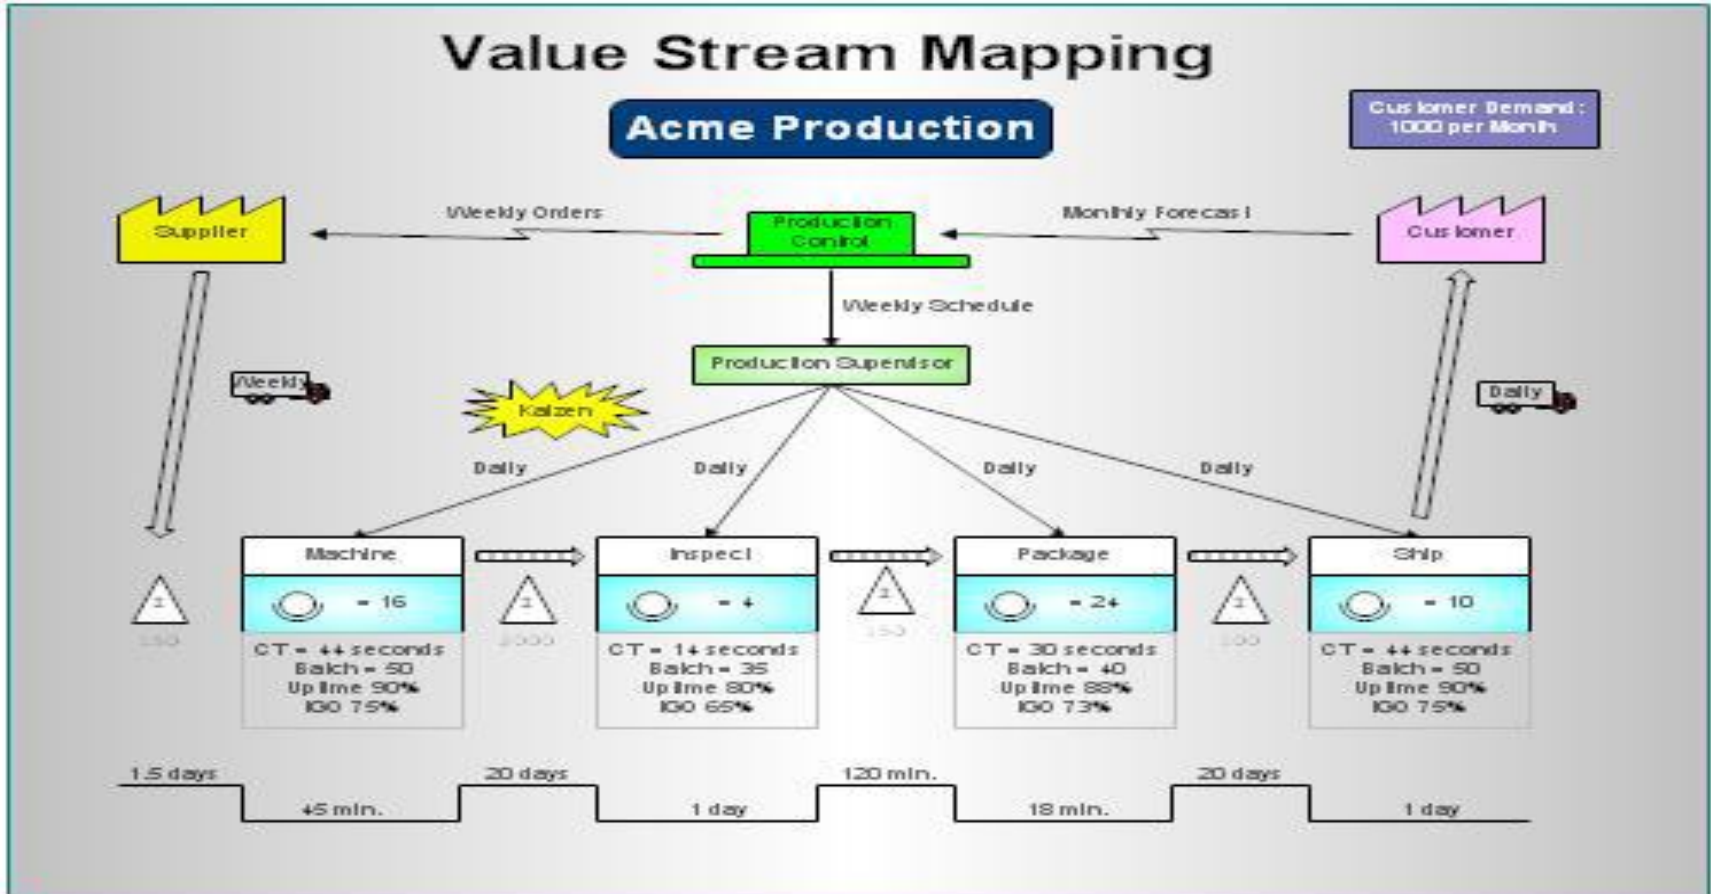 Value Stream Mapping
Acme Production
Customer Demand:
1000 per Month
Supplier
Weekly Orders
Production
Control
Monthly Forecast
Customer
Weekly Schedule
Production Supervisor
Weekly
Kaizen
Daily
Daily
Daily
Daily
Daily
Machine
Inspect
Package
Ship
I
= 16
I
= 4
I
= 24
I
= 10
CT = 44 seconds
Batch = 50
Uptime 90%
CT = 14 seconds
Batch = 35
Uptime 80%
CT = 30 seconds
Batch = 40
Uptime 88%
CT = 44 seconds
Batch = 50
Uptime 90%
75%
65%
73%
75%
1.5 days
20 days
120 min.
20 days
45 min.
1 day
18 min.
1 day